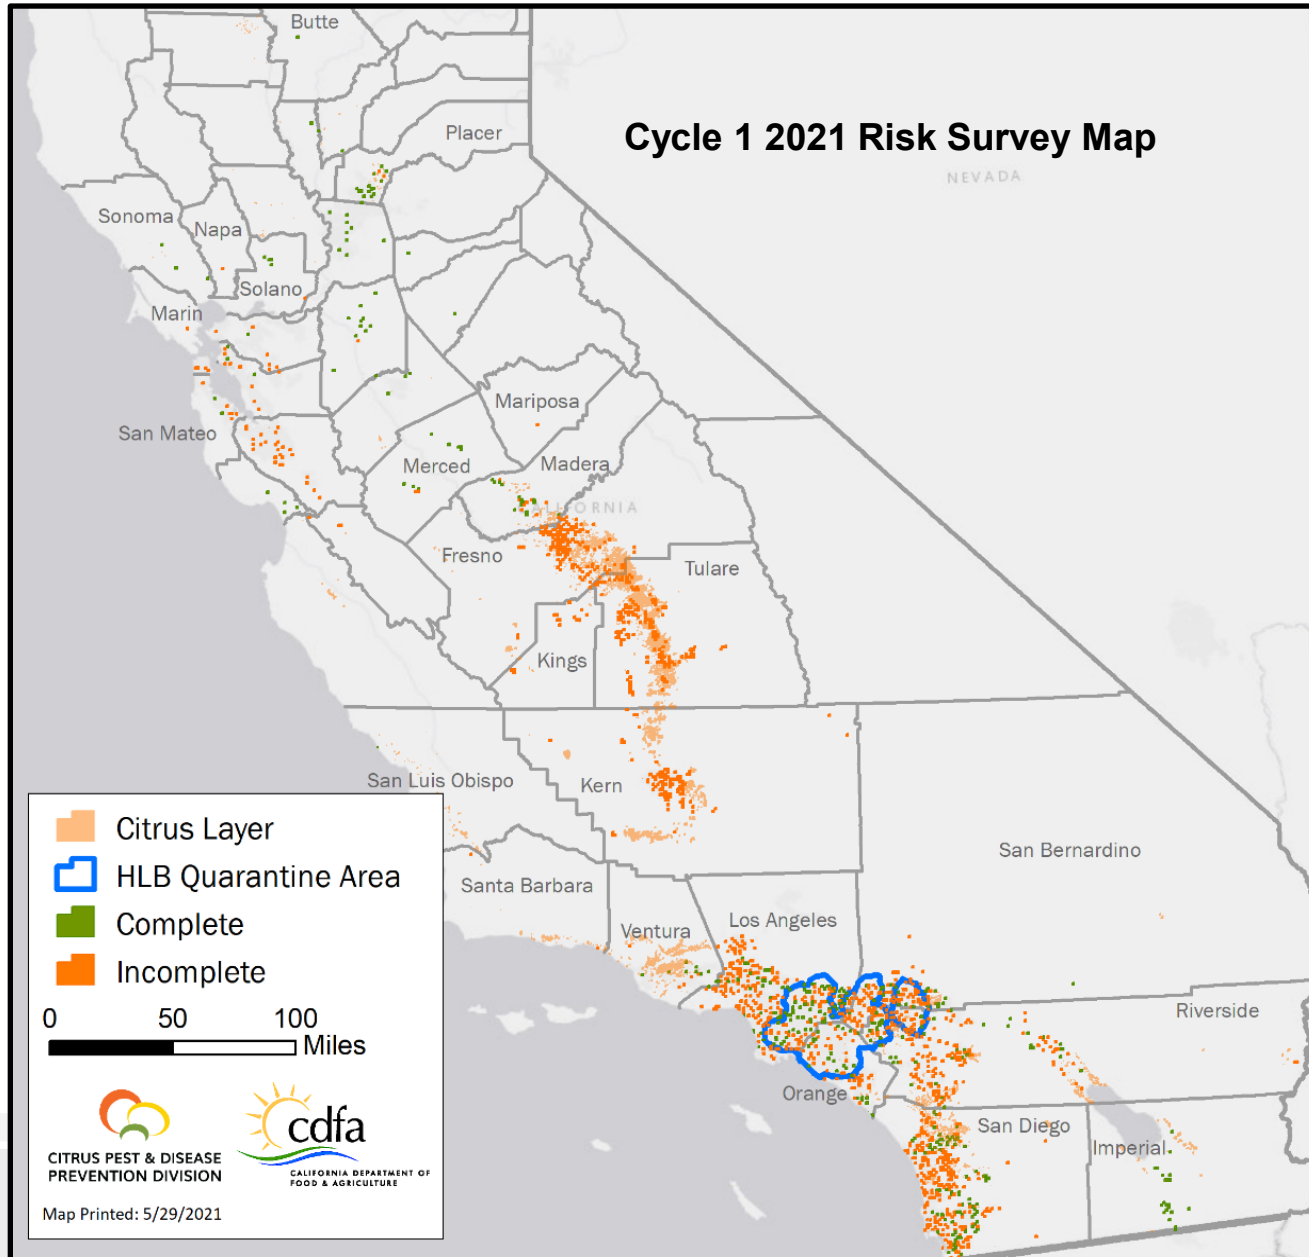 Butte
Placer
Cycle 1 2021 Risk Survey Map
NEVADA
Sonoma
Napa
Solano
Marin
San Mateo
Mariposa
Merced
Madera
CALIFORNIA
Fresno
Tulare
Kings
San Luis Obispo
Kern
San Bernardino
Santa Barbara
Ventura
Los Angeles
Riverside
Orange
San Diego
Imperial
Citrus Layer
HLB Quarantine Area
Complete
Incomplete
0 50 100
Miles
CITRUS PEST & DISEASE
PREVENTION DIVISION
cdfa
CALIFORNIA DEPARTMENT OF
FOOD & AGRICULTURE
Map Printed: 5/29/2021